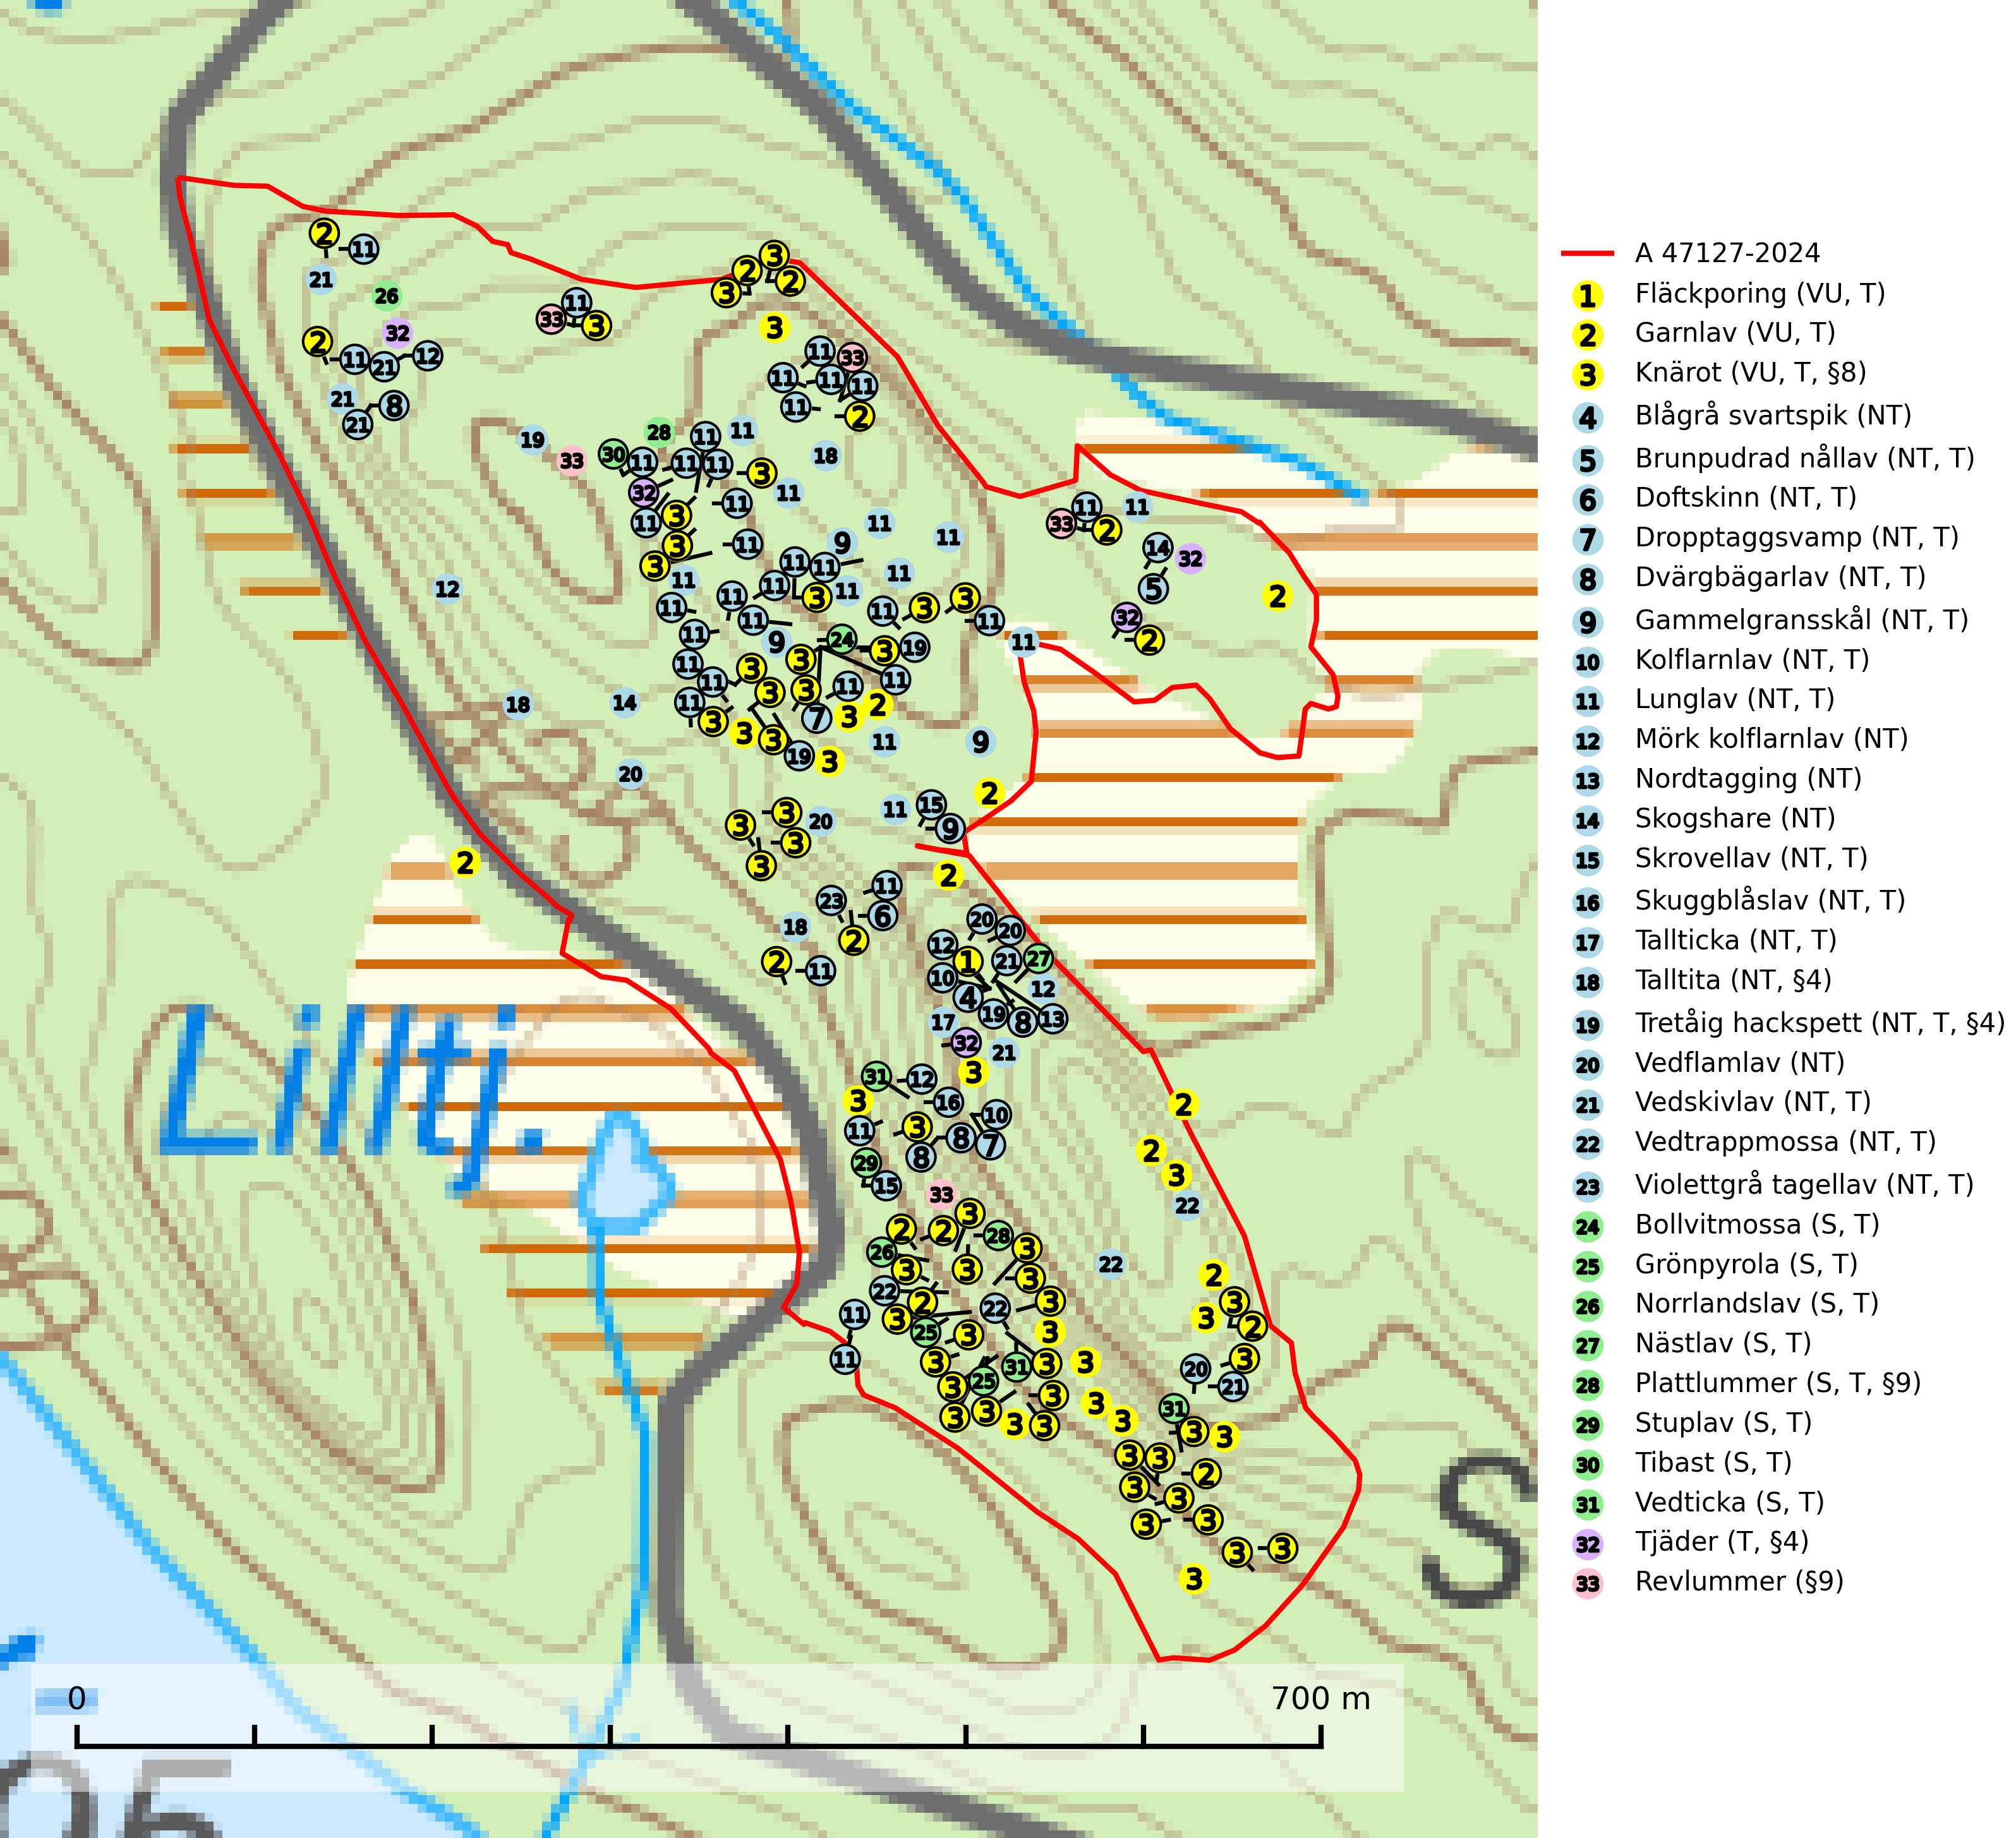 A 47127-2024
1 Fläckporing (VU, T)
2 Garnlav (VU, T)
3 Knärot (VU, T, §8)
4 Blågrå svartspik (NT)
5 Brunpudrad nållav (NT, T)
6 Doftskinn (NT, T)
7 Dropptaggsvamp (NT, T)
8 Dvärgbägarlav (NT, T)
9 Gammelgransskål (NT, T)
10 Kolflarnlav (NT, T)
11 Lunglav (NT, T)
12 Mörk kolflarnlav (NT)
13 Nordtagging (NT)
14 Skogshare (NT)
15 Skrovellav (NT, T)
16 Skuggblåslav (NT, T)
17 Tallticka (NT, T)
18 Talltita (NT, §4)
19 Tretåig hackspett (NT, T, §4)
20 Vedflamlav (NT)
21 Vedskivlav (NT, T)
22 Vedtrappmossa (NT, T)
23 Violettgrå tagellav (NT, T)
24 Bollvitmossa (S, T)
25 Grönpyrola (S, T)
26 Norrlandslav (S, T)
27 Nästlav (S, T)
28 Plattlummer (S, T, §9)
29 Stuplav (S, T)
30 Tibast (S, T)
31 Vedticka (S, T)
32 Tjäder (T, §4)
33 Revlummer (§9)
Lilltj.
S
0 700 m